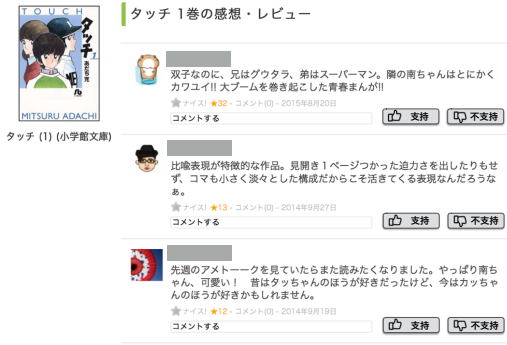 TOUCH
タッチ
1
あだち充
MITSURU ADACHI
タッチ (1) (小学館文庫)
タッチ 1巻の感想・レビュー
双子なのに、兄はグウタラ、弟はスーパーマン。隣の南ちゃんはとにかく
カワユイ!! 大ブームを巻き起こした青春まんが!!
ナイス! ★32 - コメント(0) - 2015年8月20日
コメントする
支持
不支持
比喩表現が特徴的な作品。見開き１ページつかった迫力さを出したりもせ
ず、コマも小さく淡々とした構成だからこそ活きてくる表現なんだろうな
ぁ。
ナイス! ★13 - コメント(0) - 2014年9月27日
コメントする
支持
不支持
先週のアメトーークを見ていたらまた読みたくなりました。やっぱり南ち
ゃん、可愛い！　昔はタッちゃんのほうが好きだったけど、今はカッちゃ
んのほうが好きかもしれません。
ナイス! ★12 - コメント(0) - 2014年9月19日
コメントする
支持
不支持